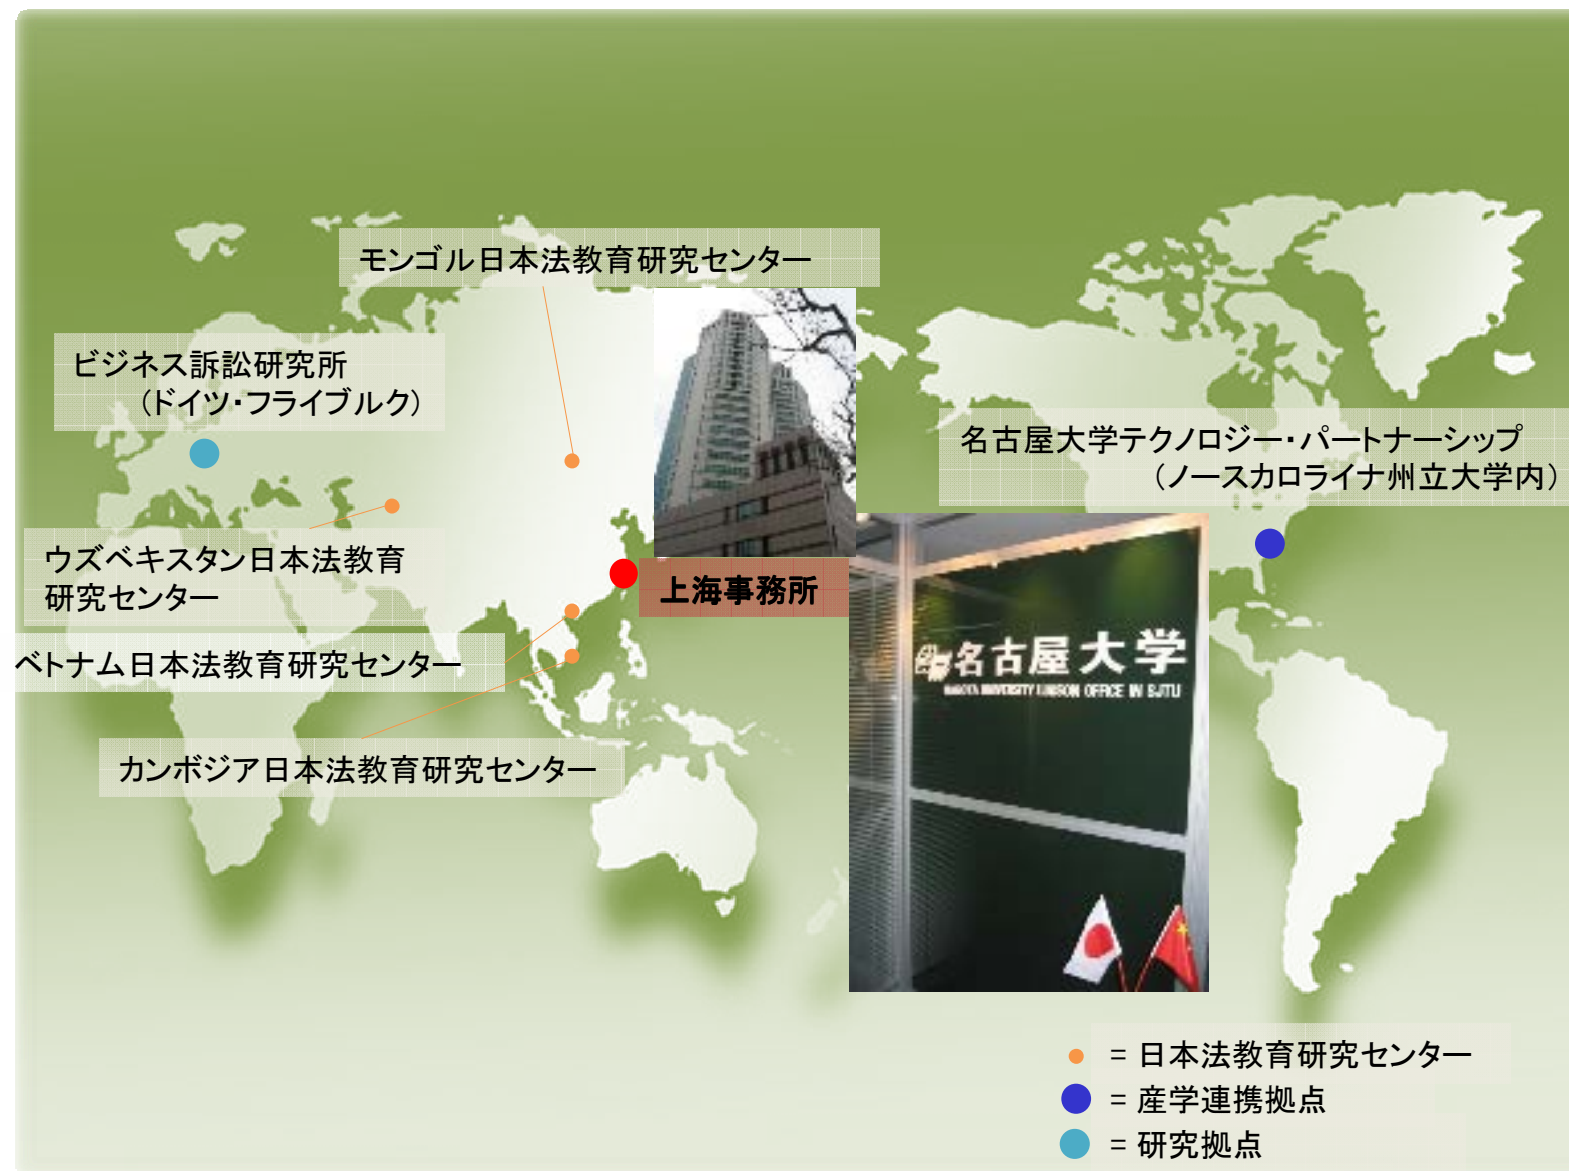 モンゴル日本法教育研究センター
ビジネス訴訟研究所
（ドイツ・フライブルク）
名古屋大学テクノロジー・パートナーシップ
（ノースカロライナ州立大学内）
ウズベキスタン日本法教育
研究センター
上海事務所
ベトナム日本法教育研究センター
カンボジア日本法教育研究センター
名古屋大学
NAGOYA UNIVERSITY LIAISON OFFICE IN SJTU
= 日本法教育研究センター
= 産学連携拠点
= 研究拠点